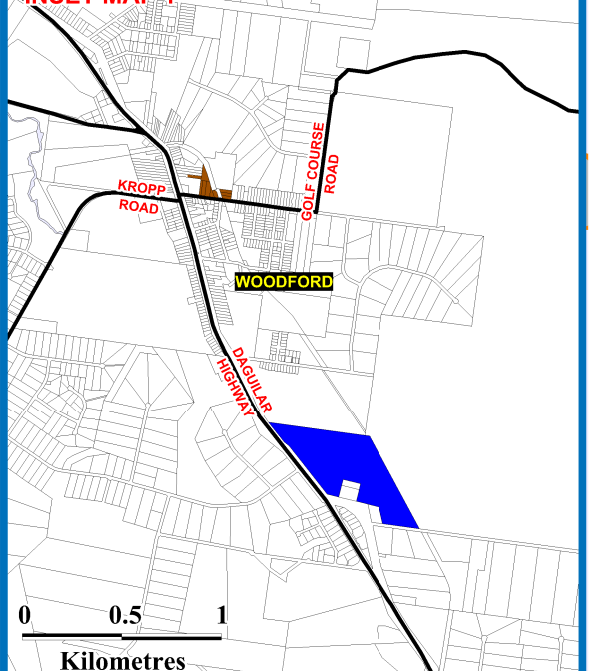 GOLF COURSE
ROAD
KROPP
ROAD
WOODFORD
DAGUILAR
HIGHWAY
0 0.5 1
Kilometres